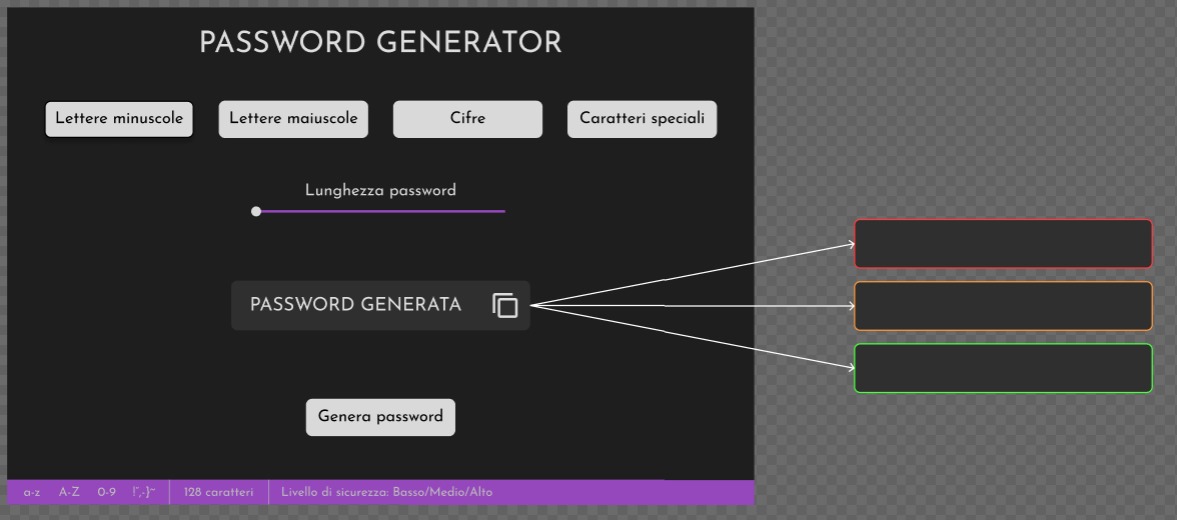 PASSWORD GENERATOR
Lettere minuscole Lettere maiuscole Cifre Caratteri speciali
Lunghezza password
PASSWORD GENERATA
Genera password
a-z A-Z 0-9 !",-}~ 128 caratteri Livello di sicurezza: Basso/Medio/Alto